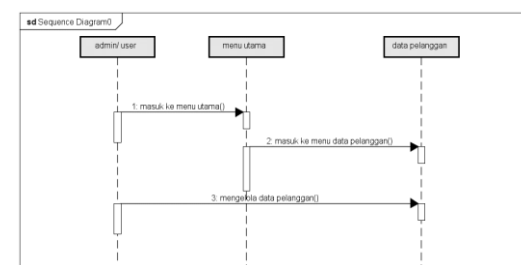 sd Sequence Diagram0
admin/ user
menu utama
data pelanggan
1: masuk ke menu utama()
2: masuk ke menu data pelanggan()
3: mengelola data pelanggan()